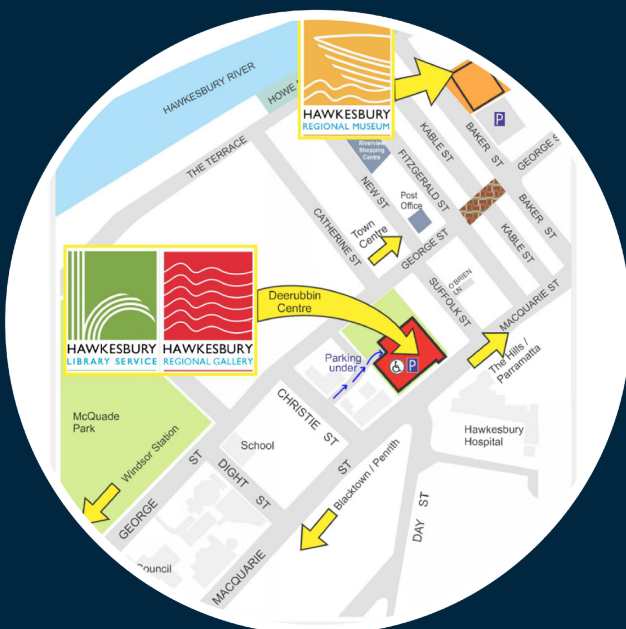 HAWKESBURY RIVER
HOWE
HAWKESBURY
REGIONAL MUSEUM
P
THE TERRACE
Riverview
Shopping
Centre
NEW ST
FITZGERALD ST
KABLE ST
BAKER ST
GEORGE ST
Post
Office
CATHERINE ST
Town
Centre
GEORGE ST
KABLE ST
BAKER ST
O'BRIEN
LN
SUFFOLK ST
MACQUARIE ST
HAWKESBURY
LIBRARY SERVICE
HAWKESBURY
REGIONAL GALLERY
Deerubbin
Centre
Parking
under
P
The Hills /
Parramatta
McQuade
Park
Windsor Station
CHRISTIE ST
School
Hawkesbury
Hospital
GEORGE ST
DIGHT ST
Blacktown / Penrith
DAY ST
Council
MACQUARIE ST